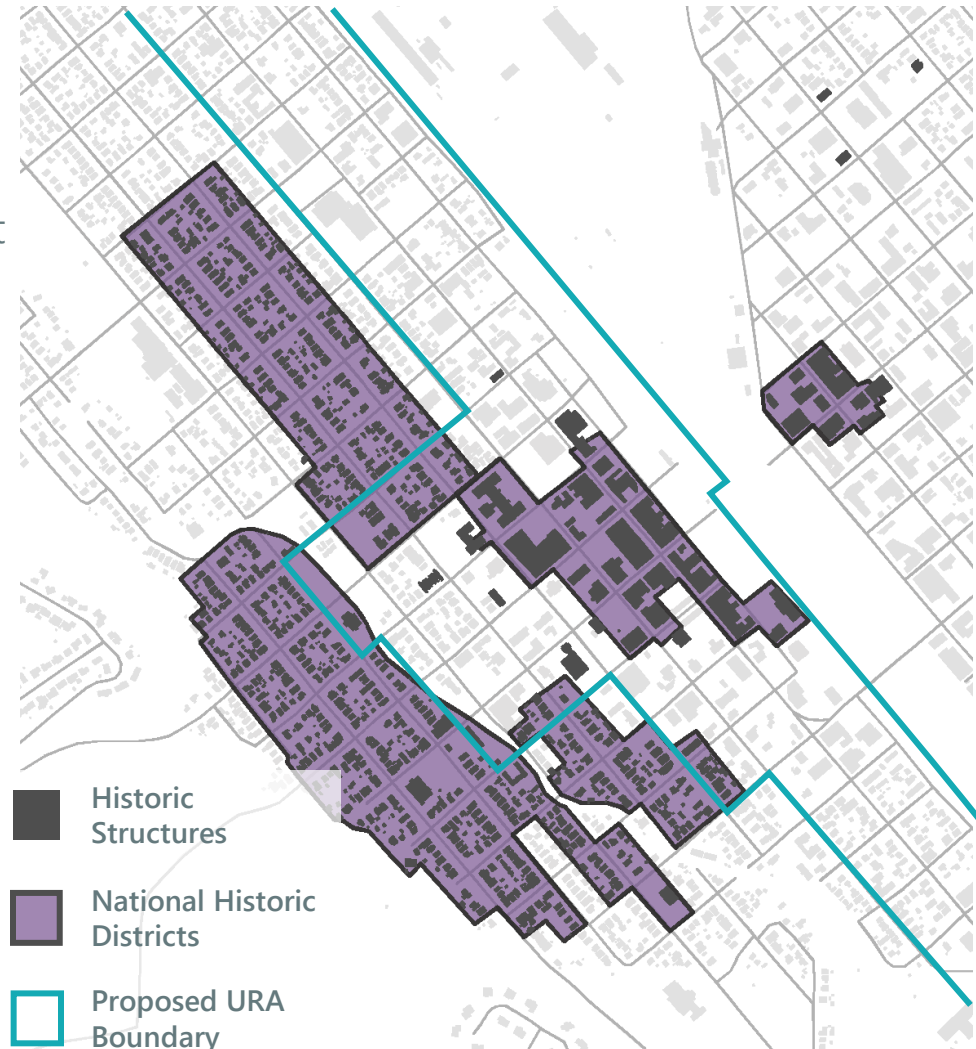 t
Historic
Structures
National Historic
Districts
Proposed URA
Boundary